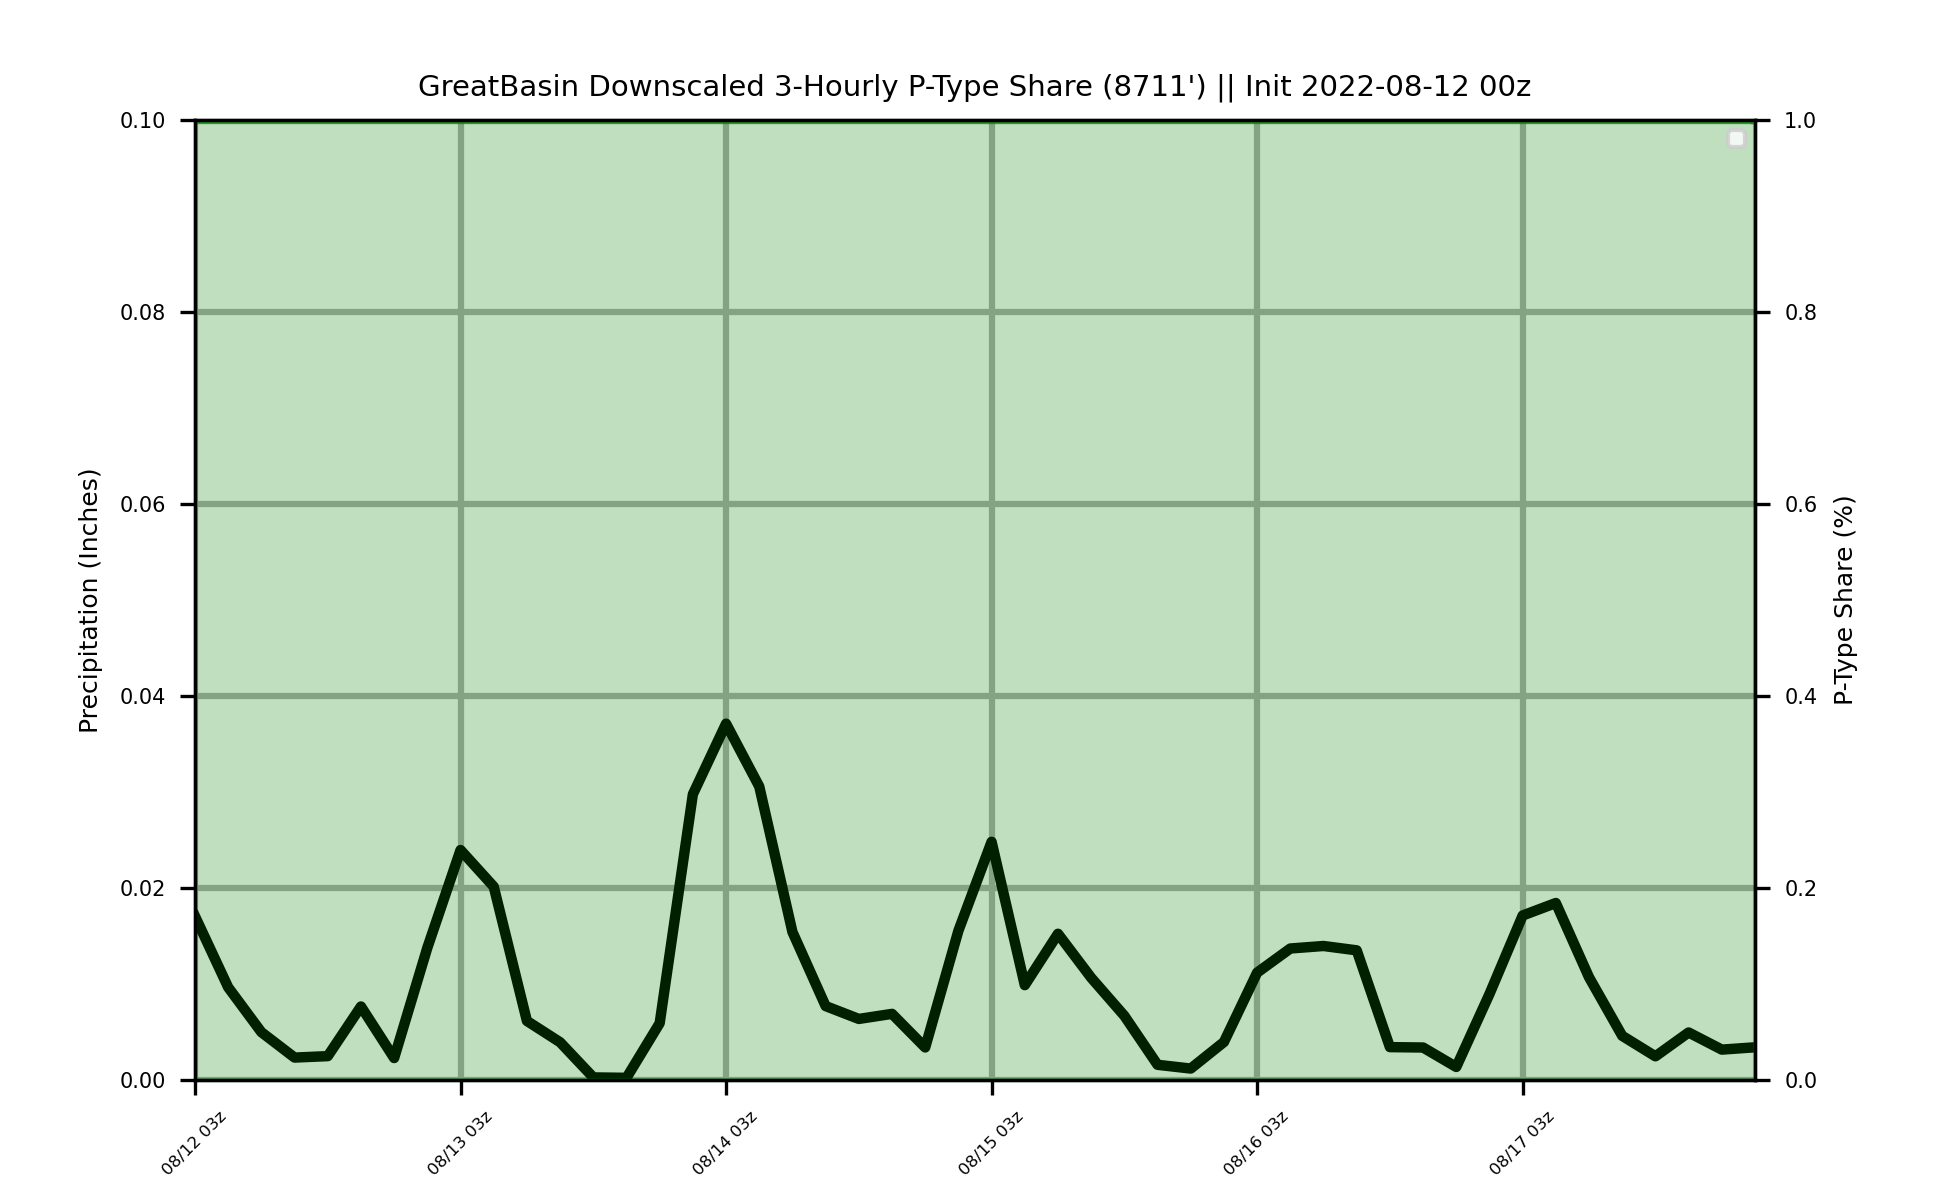 GreatBasin Downscaled 3-Hourly P-Type Share (8711') || Init 2022-08-12 00z
0.10
0.08
0.06
0.04
0.02
0.00
Precipitation (Inches)
1.0
0.8
0.6
0.4
0.2
0.0
P-Type Share (%)
08/12 03z
08/13 03z
08/14 03z
08/15 03z
08/16 03z
08/17 03z